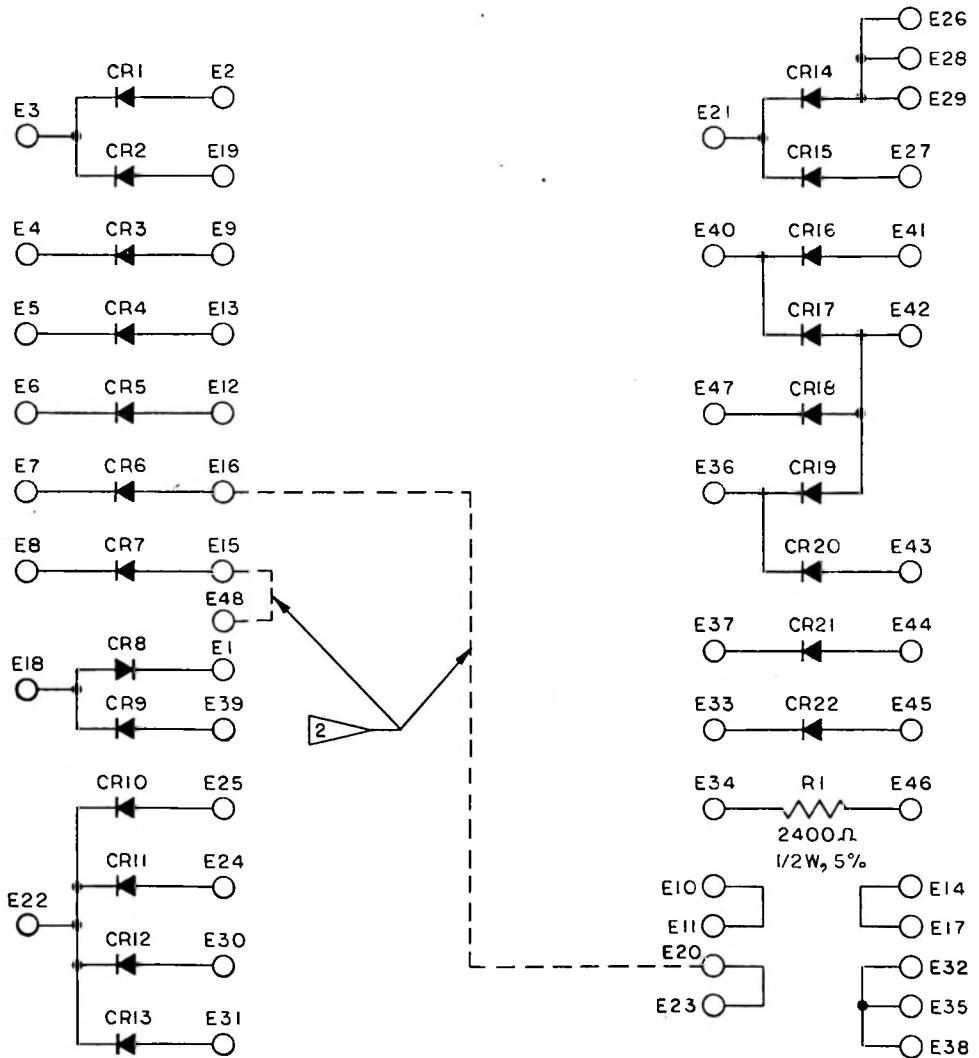 CR1 E2
E3
CR2 E19
E4 CR3 E9
E5 CR4 E13
E6 CR5 E12
E7 CR6 E16
E8 CR7 E15
E48
CR8 E1
E18
CR9 E39
2
CR10 E25
CR11 E24
E22
CR12 E30
CR13 E31
E26
E28
CR14
E29
E21
CR15 E27
E40 CR16 E41
CR17 E42
E47 CR18
E36 CR19
CR20 E43
E37 CR21 E44
E33 CR22 E45
E34 R1 E46
2400Ω
1/2W, 5%
E10 E14
E11 E17
E20 E32
E23 E35
E38